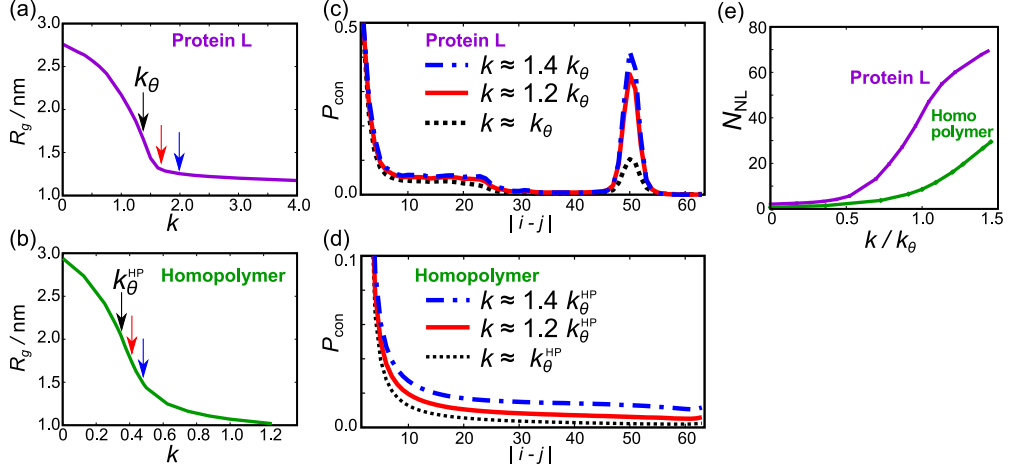 (a)
3.0
2.5
2.0
1.5
1.0
R_g / nm
Protein L
k_θ
0.0 1.0 2.0 3.0 4.0
k
(b)
3.0
2.5
2.0
1.5
1.0
R_g / nm
Homopolymer
k_θ^HP
0 0.2 0.4 0.6 0.8 1.0 1.2
k
(c)
0.5
0.0
P_con
Protein L
k ≈ 1.4 k_θ
k ≈ 1.2 k_θ
k ≈ k_θ
10 20 30 40 50 60
| i - j |
(d)
0.1
0.0
P_con
Homopolymer
k ≈ 1.4 k_θ^HP
k ≈ 1.2 k_θ^HP
k ≈ k_θ^HP
10 20 30 40 50 60
| i - j |
(e)
80
60
40
20
0
N_NL
Protein L
Homo
polymer
0 0.5 1.0 1.5
k / k_θ